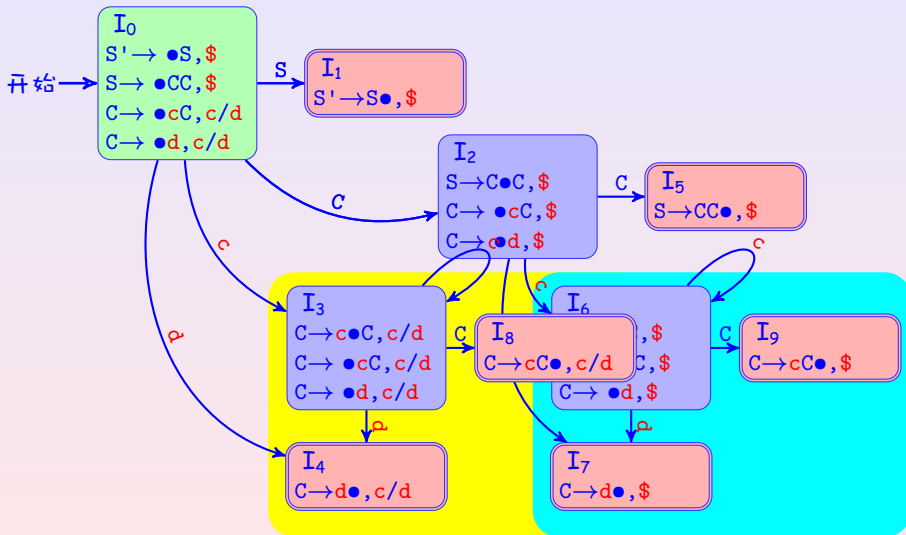 开始
I₀
S'→ ●S,$
S→ ●CC,$
C→ ●cC,c/d
C→ ●d,c/d
S
I₁
S'→S●,$
C
I₂
S→C●C,$
C→ ●cC,$
C→ ●d,$
C
I₅
S→CC●,$
c
d
c
c
c
I₃
C→c●C,c/d
C→ ●cC,c/d
C→ ●d,c/d
C
I₈
C→cC●,c/d
I₆
C,$
C,$
C→ ●d,$
C
I₉
C→cC●,$
d
d
I₄
C→d●,c/d
I₇
C→d●,$